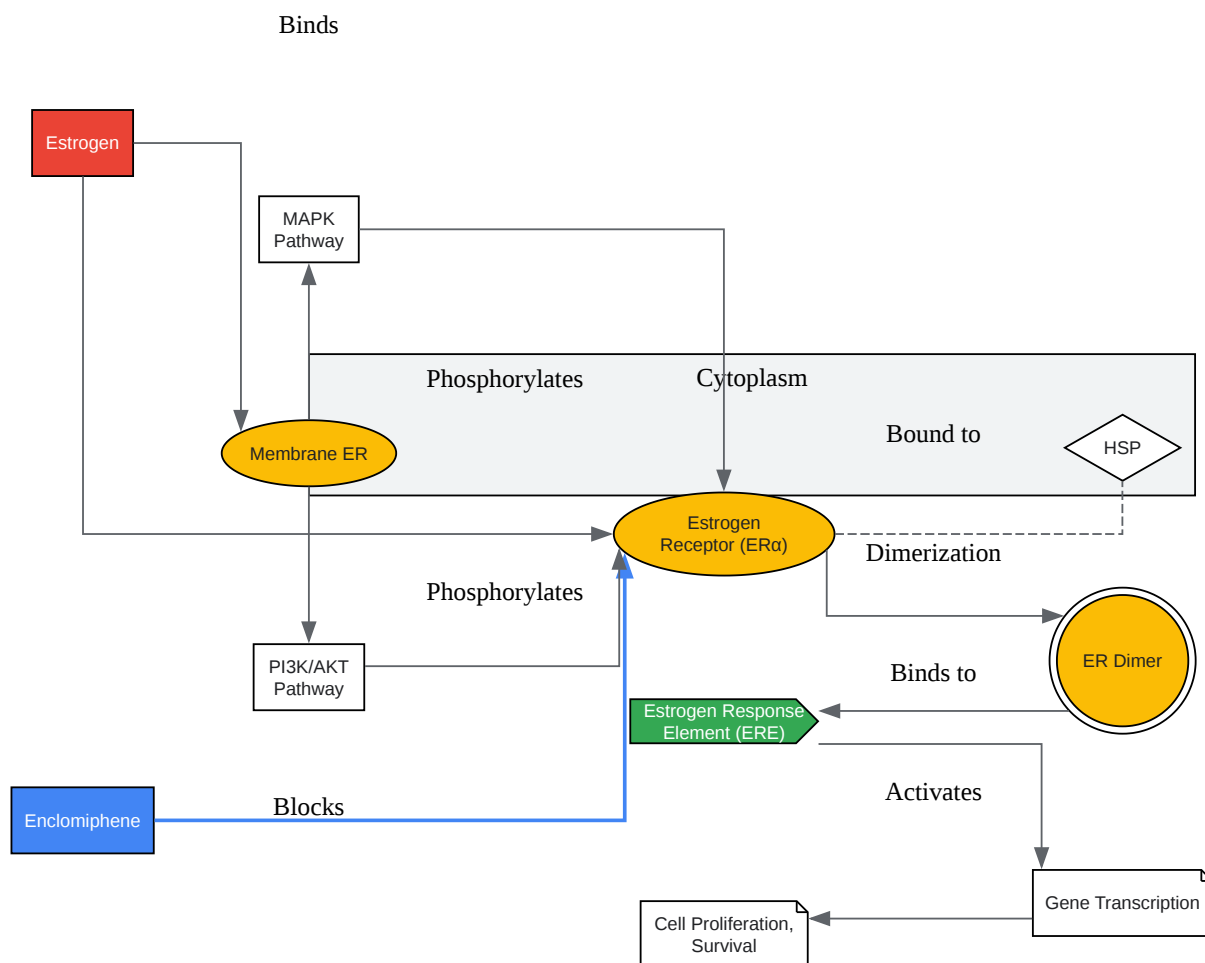 Binds
Estrogen
MAPK
Pathway
Phosphorylates
Cytoplasm
Bound to
HSP
Membrane ER
Estrogen
Receptor (ERα)
Dimerization
Phosphorylates
PI3K/AKT
Pathway
ER Dimer
Binds to
Estrogen Response
Element (ERE)
Activates
Blocks
Enclomiphene
Gene Transcription
Cell Proliferation,
Survival